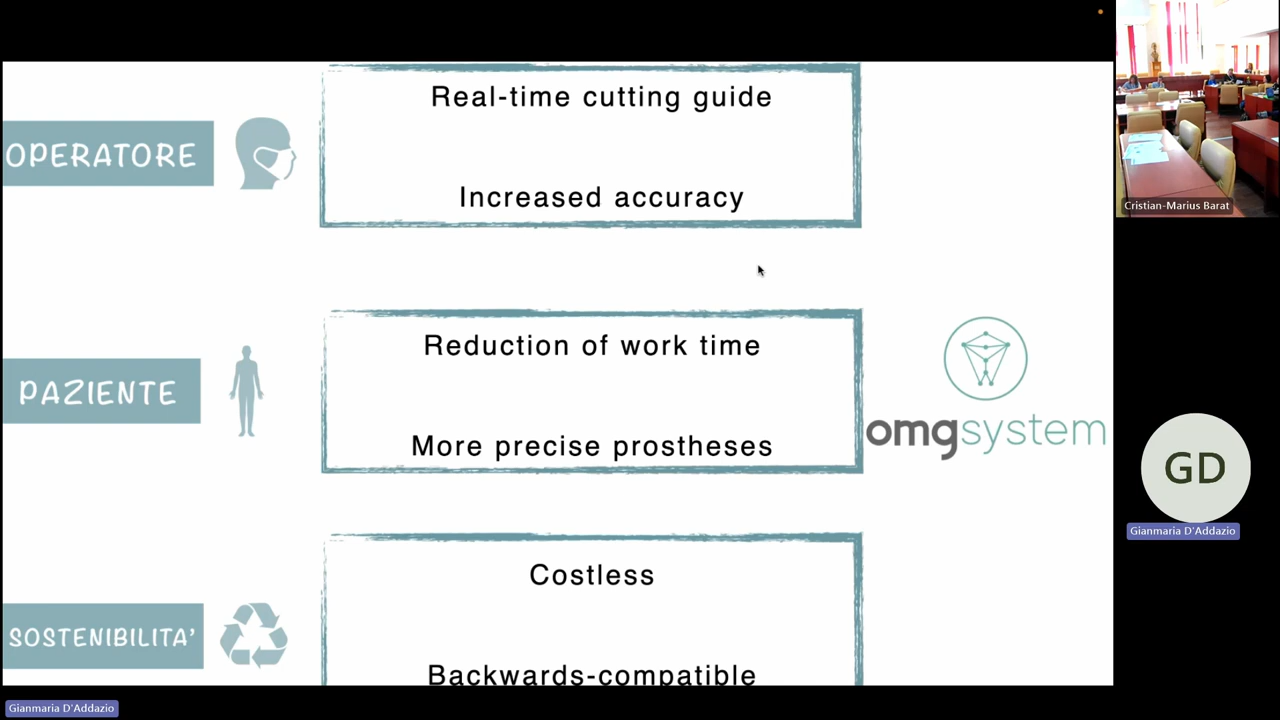 Real-time cutting guide
OPERATORE
Increased accuracy
Cristian-Marius Barat
Reduction of work time
PAZIENTE
More precise prostheses
omgsystem
GD
Gianmaria D'Addazio
Costless
SOSTENIBILITA'
Backwards-compatible
Gianmaria D'Addazio